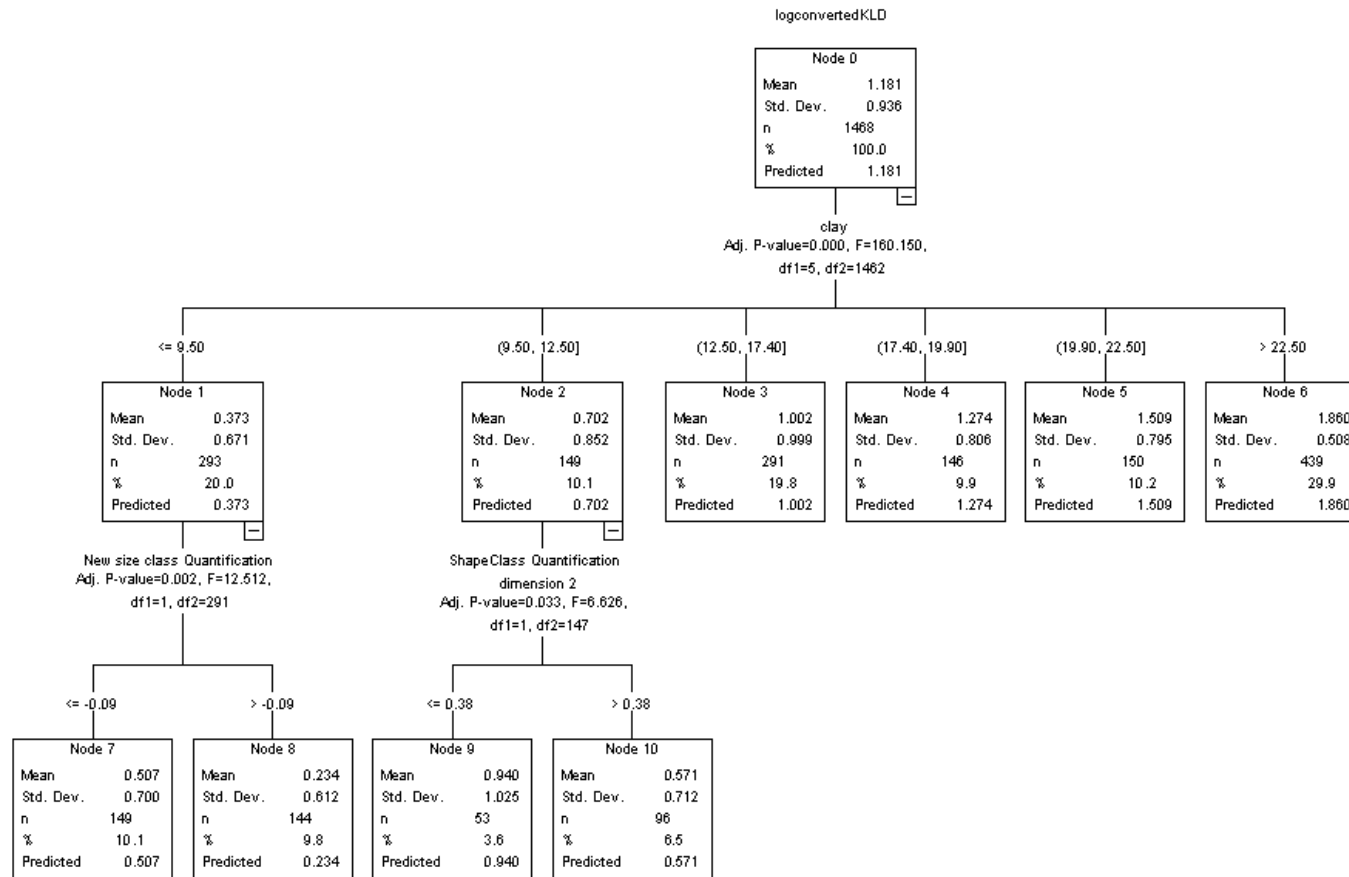 logconvertedKLD
Node 0
Mean 1.181
Std. Dev. 0.936
n 1468
% 100.0
Predicted 1.181
clay
Adj. P-value=0.000, F=160.150,
df1=5, df2=1462
<= 9.50
(9.50, 12.50]
(12.50, 17.40]
(17.40, 19.90]
(19.90, 22.50]
> 22.50
Node 1
Mean 0.373
Std. Dev. 0.671
n 293
% 20.0
Predicted 0.373
Node 2
Mean 0.702
Std. Dev. 0.852
n 149
% 10.1
Predicted 0.702
Node 3
Mean 1.002
Std. Dev. 0.999
n 291
% 19.8
Predicted 1.002
Node 4
Mean 1.274
Std. Dev. 0.806
n 146
% 9.9
Predicted 1.274
Node 5
Mean 1.509
Std. Dev. 0.795
n 150
% 10.2
Predicted 1.509
Node 6
Mean 1.860
Std. Dev. 0.508
n 439
% 29.9
Predicted 1.860
New size class Quantification
Adj. P-value=0.002, F=12.512,
df1=1, df2=291
ShapeClass Quantification
dimension 2
Adj. P-value=0.033, F=6.626,
df1=1, df2=147
<= -0.09
> -0.09
<= 0.38
> 0.38
Node 7
Mean 0.507
Std. Dev. 0.700
n 149
% 10.1
Predicted 0.507
Node 8
Mean 0.234
Std. Dev. 0.612
n 144
% 9.8
Predicted 0.234
Node 9
Mean 0.940
Std. Dev. 1.025
n 53
% 3.6
Predicted 0.940
Node 10
Mean 0.571
Std. Dev. 0.712
n 96
% 6.5
Predicted 0.571